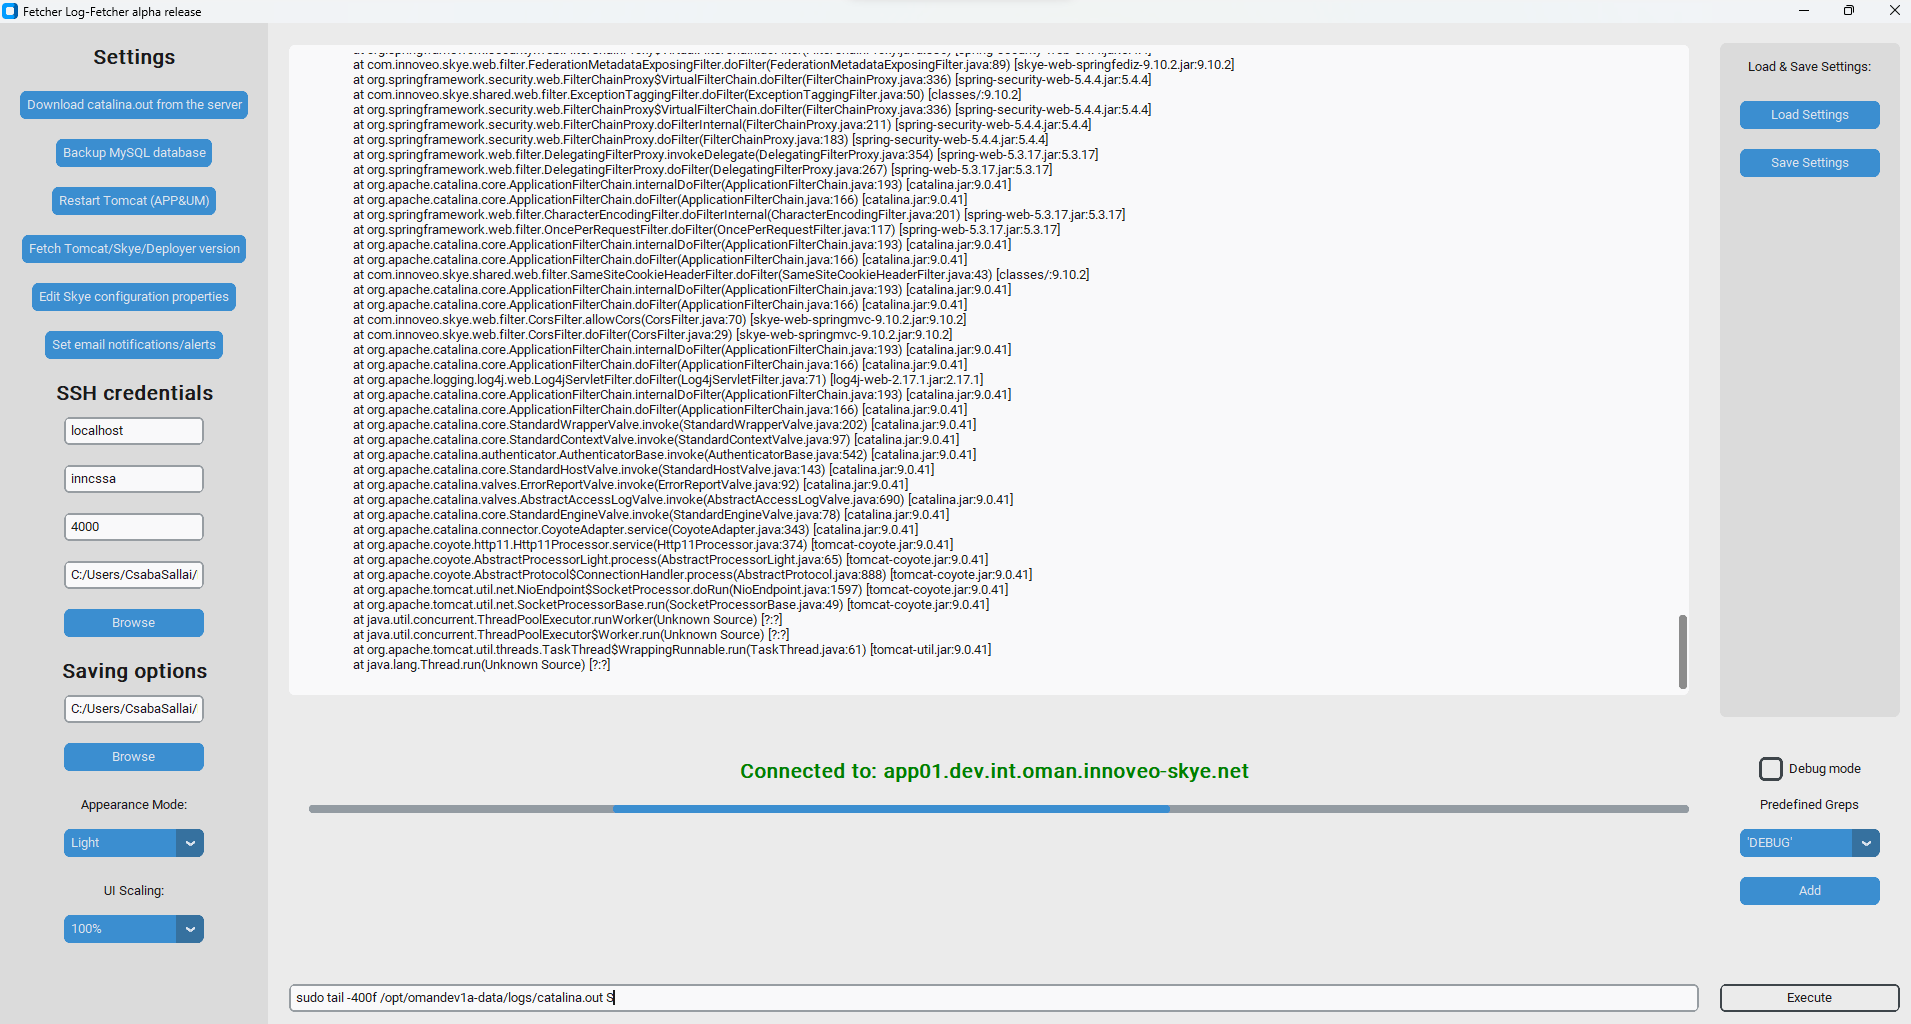 Fetcher Log-Fetcher alpha release
Settings
Download catalina.out from the server
Backup MySQL database
Restart Tomcat (APP&UM)
Fetch Tomcat/Skye/Deployer version
Edit Skye configuration properties
Set email notifications/alerts
SSH credentials
localhost
inncssa
4000
C:/Users/CsabaSallai/
Browse
Saving options
C:/Users/CsabaSallai/
Browse
Appearance Mode:
Light
UI Scaling:
100%
at com.innoveo.skye.web.filter.FederationMetadataExposingFilter.doFilter(FederationMetadataExposingFilter.java:89) [skye-web-springfediz-9.10.2.jar:9.10.2]
at org.springframework.security.web.FilterChainProxy$VirtualFilterChain.doFilter(FilterChainProxy.java:336) [spring-security-web-5.4.4.jar:5.4.4]
at com.innoveo.skye.shared.web.filter.ExceptionTaggingFilter.doFilter(ExceptionTaggingFilter.java:50) [classes/:9.10.2]
at org.springframework.security.web.FilterChainProxy$VirtualFilterChain.doFilter(FilterChainProxy.java:336) [spring-security-web-5.4.4.jar:5.4.4]
at org.springframework.security.web.FilterChainProxy.doFilterInternal(FilterChainProxy.java:211) [spring-security-web-5.4.4.jar:5.4.4]
at org.springframework.security.web.FilterChainProxy.doFilter(FilterChainProxy.java:183) [spring-security-web-5.4.4.jar:5.4.4]
at org.springframework.web.filter.DelegatingFilterProxy.invokeDelegate(DelegatingFilterProxy.java:354) [spring-web-5.3.17.jar:5.3.17]
at org.springframework.web.filter.DelegatingFilterProxy.doFilter(DelegatingFilterProxy.java:267) [spring-web-5.3.17.jar:5.3.17]
at org.apache.catalina.core.ApplicationFilterChain.internalDoFilter(ApplicationFilterChain.java:193) [catalina.jar:9.0.41]
at org.apache.catalina.core.ApplicationFilterChain.doFilter(ApplicationFilterChain.java:166) [catalina.jar:9.0.41]
at org.springframework.web.filter.CharacterEncodingFilter.doFilterInternal(CharacterEncodingFilter.java:201) [spring-web-5.3.17.jar:5.3.17]
at org.springframework.web.filter.OncePerRequestFilter.doFilter(OncePerRequestFilter.java:117) [spring-web-5.3.17.jar:5.3.17]
at org.apache.catalina.core.ApplicationFilterChain.internalDoFilter(ApplicationFilterChain.java:193) [catalina.jar:9.0.41]
at org.apache.catalina.core.ApplicationFilterChain.doFilter(ApplicationFilterChain.java:166) [catalina.jar:9.0.41]
at com.innoveo.skye.shared.web.filter.SameSiteCookieHeaderFilter.doFilter(SameSiteCookieHeaderFilter.java:43) [classes/:9.10.2]
at org.apache.catalina.core.ApplicationFilterChain.internalDoFilter(ApplicationFilterChain.java:193) [catalina.jar:9.0.41]
at org.apache.catalina.core.ApplicationFilterChain.doFilter(ApplicationFilterChain.java:166) [catalina.jar:9.0.41]
at com.innoveo.skye.web.filter.CorsFilter.allowCors(CorsFilter.java:70) [skye-web-springmvc-9.10.2.jar:9.10.2]
at com.innoveo.skye.web.filter.CorsFilter.doFilter(CorsFilter.java:29) [skye-web-springmvc-9.10.2.jar:9.10.2]
at org.apache.catalina.core.ApplicationFilterChain.internalDoFilter(ApplicationFilterChain.java:193) [catalina.jar:9.0.41]
at org.apache.catalina.core.ApplicationFilterChain.doFilter(ApplicationFilterChain.java:166) [catalina.jar:9.0.41]
at org.apache.logging.log4j.web.Log4jServletFilter.doFilter(Log4jServletFilter.java:71) [log4j-web-2.17.1.jar:2.17.1]
at org.apache.catalina.core.ApplicationFilterChain.internalDoFilter(ApplicationFilterChain.java:193) [catalina.jar:9.0.41]
at org.apache.catalina.core.ApplicationFilterChain.doFilter(ApplicationFilterChain.java:166) [catalina.jar:9.0.41]
at org.apache.catalina.core.StandardWrapperValve.invoke(StandardWrapperValve.java:202) [catalina.jar:9.0.41]
at org.apache.catalina.core.StandardContextValve.invoke(StandardContextValve.java:97) [catalina.jar:9.0.41]
at org.apache.catalina.authenticator.AuthenticatorBase.invoke(AuthenticatorBase.java:542) [catalina.jar:9.0.41]
at org.apache.catalina.core.StandardHostValve.invoke(StandardHostValve.java:143) [catalina.jar:9.0.41]
at org.apache.catalina.valves.ErrorReportValve.invoke(ErrorReportValve.java:92) [catalina.jar:9.0.41]
at org.apache.catalina.valves.AbstractAccessLogValve.invoke(AbstractAccessLogValve.java:690) [catalina.jar:9.0.41]
at org.apache.catalina.core.StandardEngineValve.invoke(StandardEngineValve.java:78) [catalina.jar:9.0.41]
at org.apache.catalina.connector.CoyoteAdapter.service(CoyoteAdapter.java:343) [catalina.jar:9.0.41]
at org.apache.coyote.http11.Http11Processor.service(Http11Processor.java:374) [tomcat-coyote.jar:9.0.41]
at org.apache.coyote.AbstractProcessorLight.process(AbstractProcessorLight.java:65) [tomcat-coyote.jar:9.0.41]
at org.apache.coyote.AbstractProtocol$ConnectionHandler.process(AbstractProtocol.java:888) [tomcat-coyote.jar:9.0.41]
at org.apache.tomcat.util.net.NioEndpoint$SocketProcessor.doRun(NioEndpoint.java:1597) [tomcat-coyote.jar:9.0.41]
at org.apache.tomcat.util.net.SocketProcessorBase.run(SocketProcessorBase.java:49) [tomcat-coyote.jar:9.0.41]
at java.util.concurrent.ThreadPoolExecutor.runWorker(Unknown Source) [?:?]
at java.util.concurrent.ThreadPoolExecutor$Worker.run(Unknown Source) [?:?]
at org.apache.tomcat.util.threads.TaskThread$WrappingRunnable.run(TaskThread.java:61) [tomcat-util.jar:9.0.41]
at java.lang.Thread.run(Unknown Source) [?:?]
Connected to: app01.dev.int.oman.innoveo-skye.net
sudo tail -400f /opt/omandev1a-data/logs/catalina.out S
Load & Save Settings:
Load Settings
Save Settings
Debug mode
Predefined Greps
'DEBUG'
Add
Execute